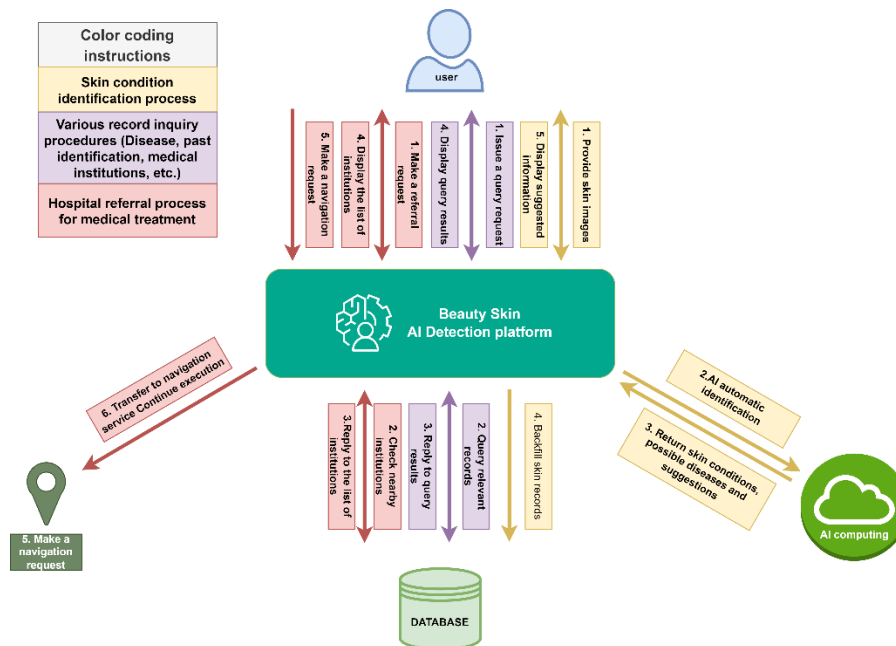 Color coding
instructions
Skin condition
identification process
Various record inquiry
procedures (Disease, past
identification, medical
institutions, etc.)
Hospital referral process
for medical treatment
user
5. Make a navigation
request
4. Display the list of
institutions
1. Make a referral
request
4. Display query results
1. Issue a query request
5. Display suggested
information
1. Provide skin images
Beauty Skin
AI Detection platform
6. Transfer to navigation
service Continue execution
3.Reply to the list of
institutions
2. Check nearby
institutions
3. Reply to query
results
2. Query relevant
records
4. Backfill skin records
2.AI automatic
identification
3. Return skin conditions,
possible diseases and
suggestions
5. Make a
navigation
request
AI computing
DATABASE